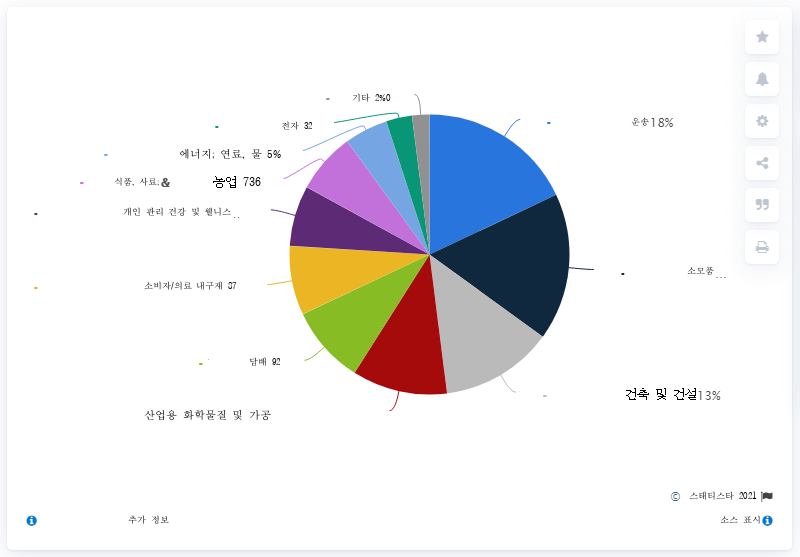 기타 2%0
전자 32
운송18%
에너지; 연료, 물 5%
식품, 사료;& 농업 736
개인 관리 건강 및 웰니스..
소모품...
소비자/의료 내구재 87
담배 92
건축 및 건설13%
산업용 화학물질 및 가공
© 스태티스타 2021
추가 정보
소스 표시